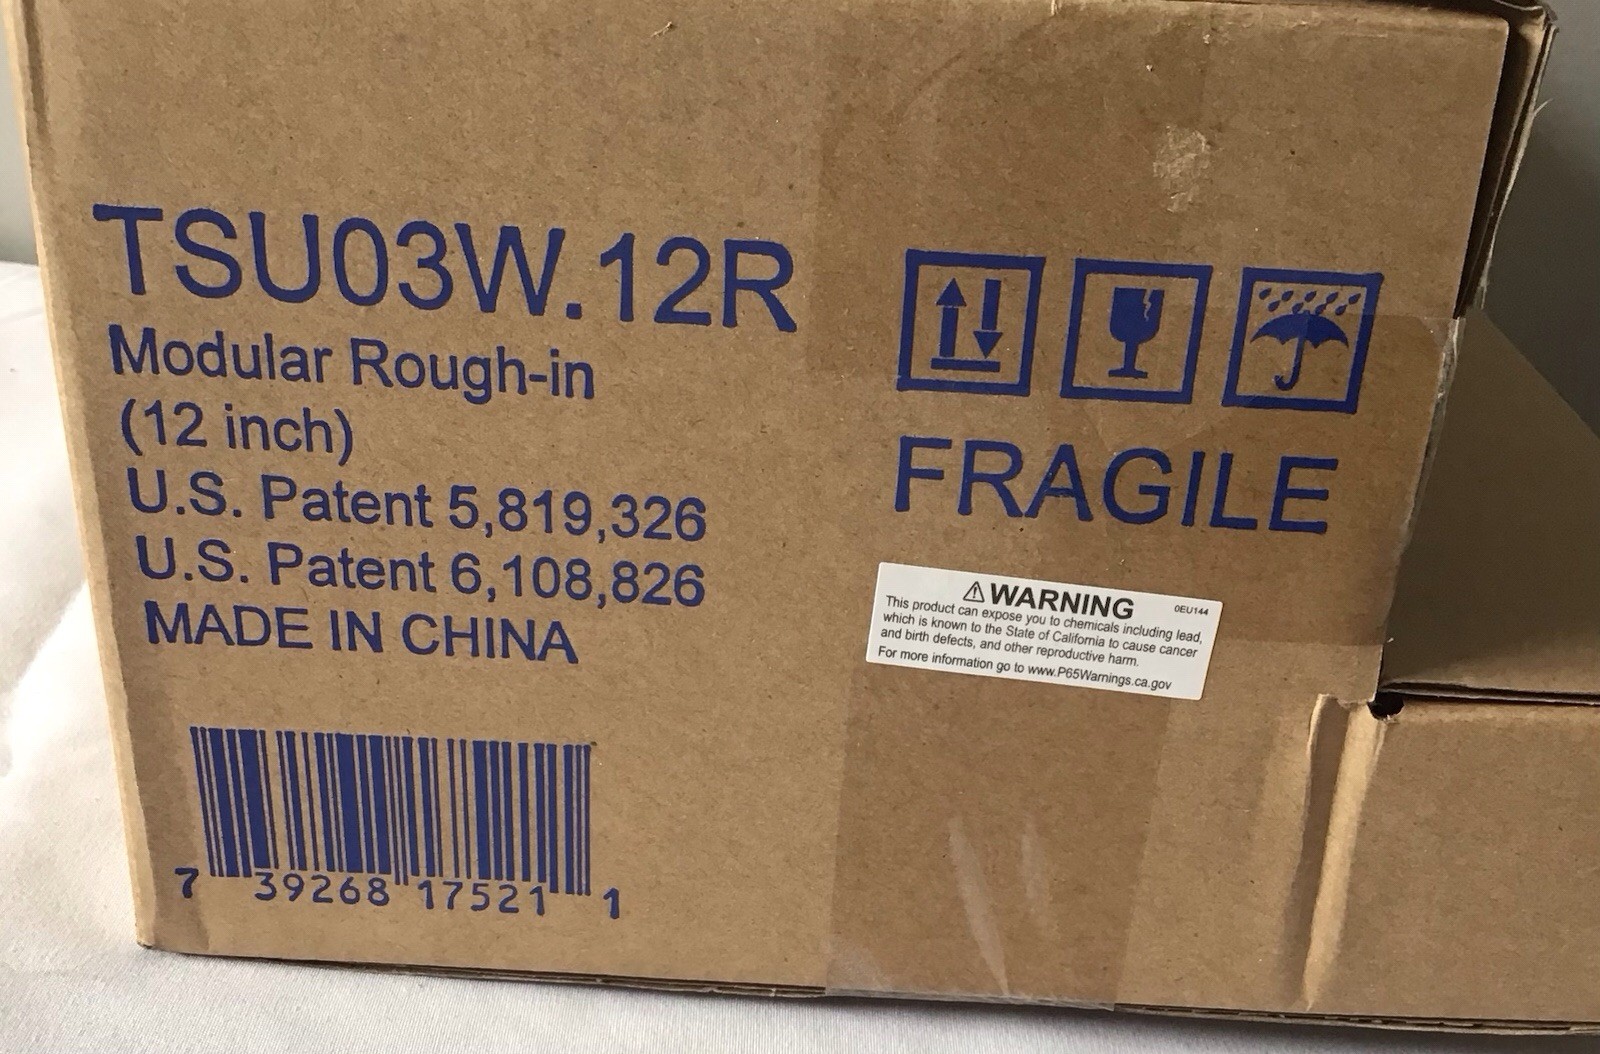 TSU03W.12R
Modular Rough-in
(12 inch)
U.S. Patent 5,819,326
U.S. Patent 6,108,826
MADE IN CHINA
7 39268 17521 1
FRAGILE
WARNING 0EU144
This product can expose you to chemicals including lead,
which is known to the State of California to cause cancer
and birth defects, and other reproductive harm.
For more information go to www.P65Warnings.ca.gov